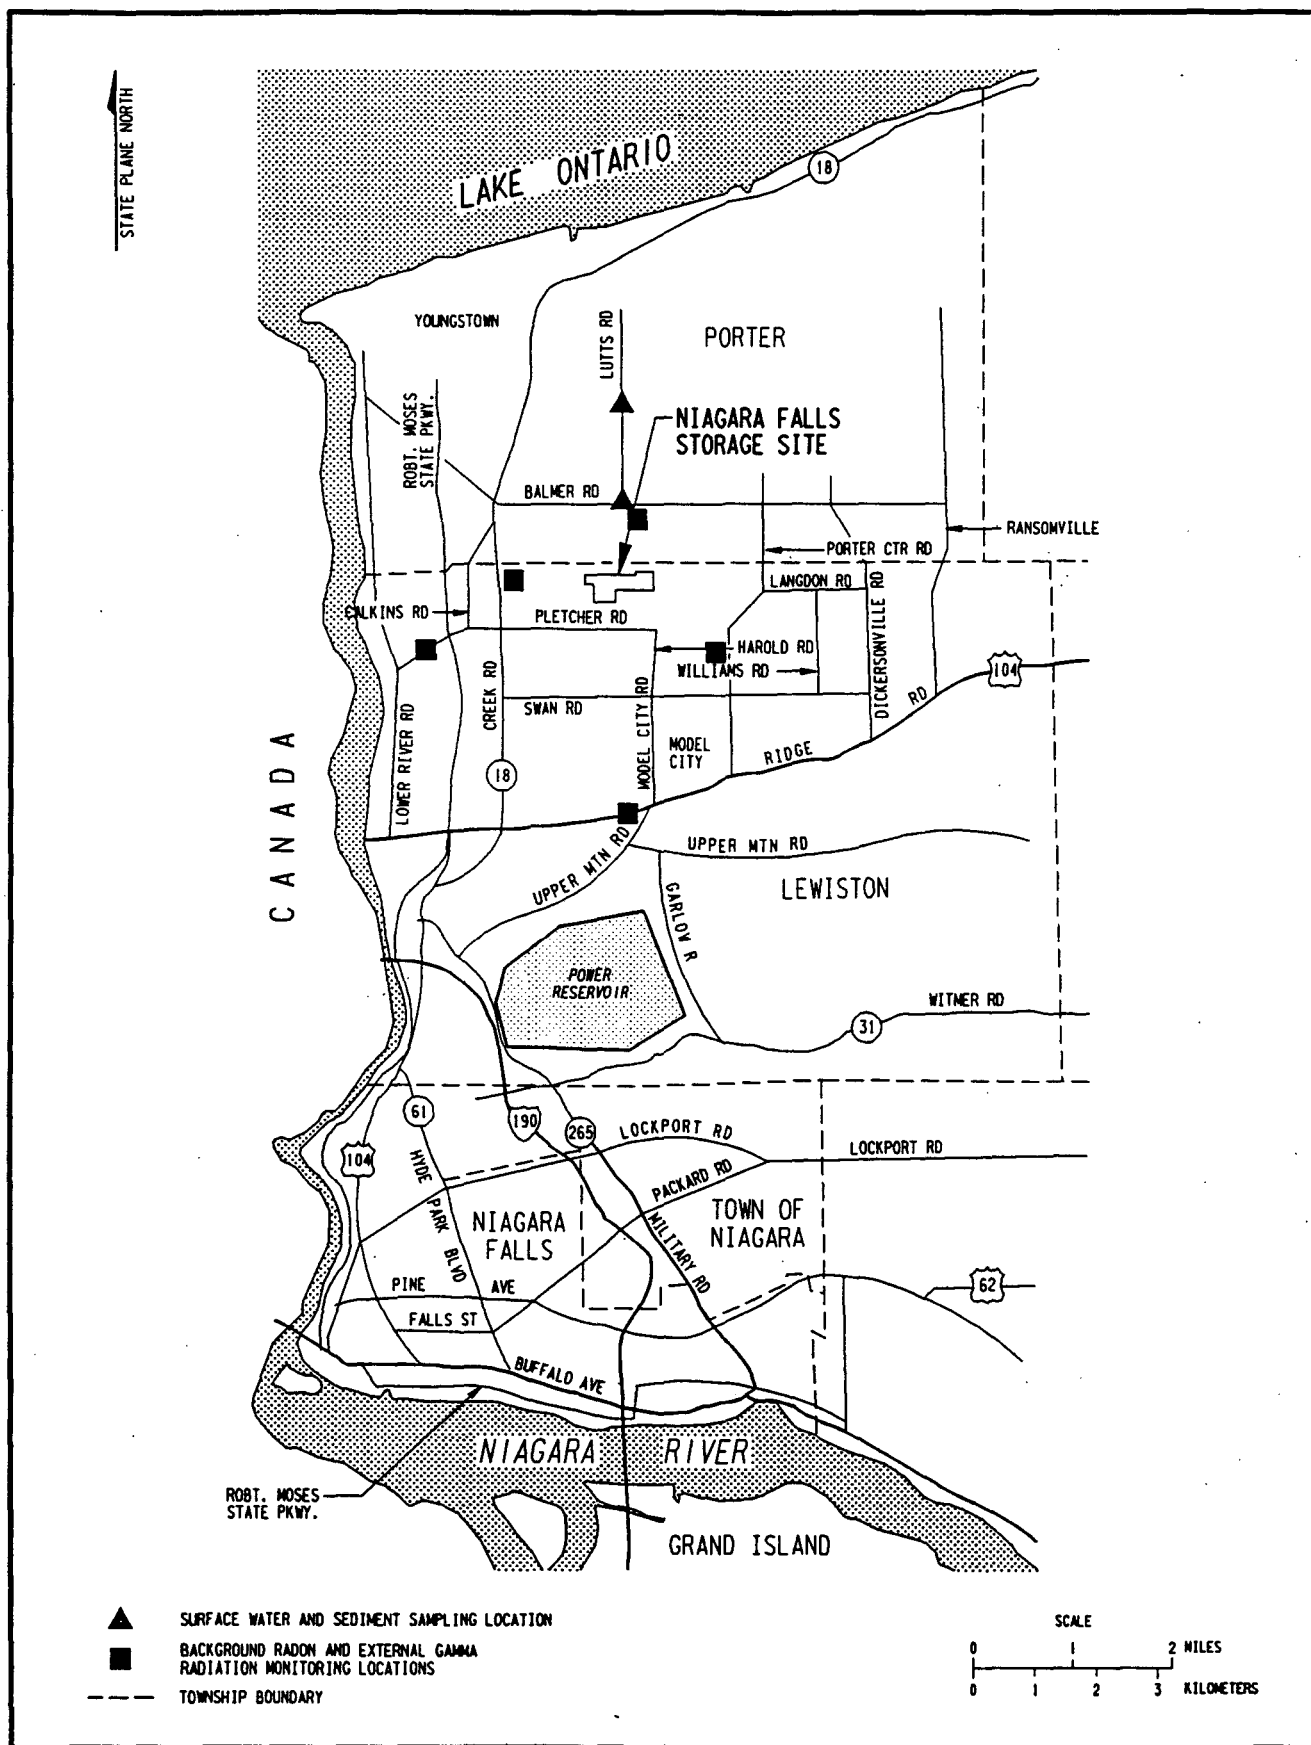 STATE PLANE NORTH
LAKE ONTARIO
18
YOUNGSTOWN
LUTTS RD
PORTER
ROBT. MOSES
STATE PKWY.
NIAGARA FALLS
STORAGE SITE
BALMER RD
RANSOMVILLE
PORTER CTR RD
LANGDON RD
CALKINS RD
PLETCHER RD
HAROLD RD
WILLIAMS RD
DICKERSONVILLE RD
104
CREEK RD
SWAN RD
MODEL CITY RD
MODEL
CITY
RIDGE RD
LOWER RIVER RD
18
CANADA
UPPER MTN RD
UPPER MTN RD
LEWISTON
GARLOW R
POWER
RESERVOIR
WITMER RD
31
61
190
265
LOCKPORT RD
LOCKPORT RD
104
HYDE PARK BLVD
PACKARD RD
NIAGARA
FALLS
TOWN OF
NIAGARA
MILITARY RD
PINE AVE
62
FALLS ST
BUFFALO AVE
NIAGARA RIVER
ROBT. MOSES
STATE PKWY.
GRAND ISLAND
SURFACE WATER AND SEDIMENT SAMPLING LOCATION
BACKGROUND RADON AND EXTERNAL GAMMA
RADIATION MONITORING LOCATIONS
TOWNSHIP BOUNDARY
SCALE
0 1 2 MILES
0 1 2 3 KILOMETERS